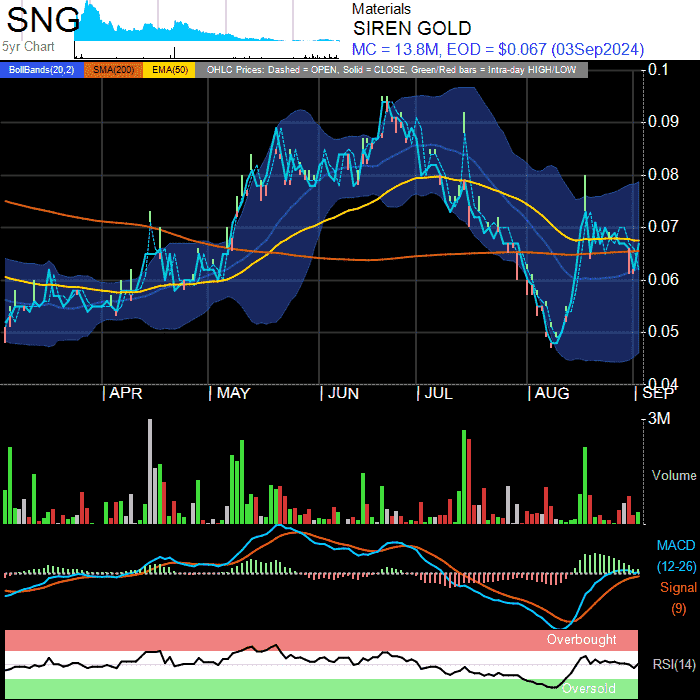 SNG
5yr Chart
Materials
SIREN GOLD
MC = 13.8M, EOD = $0.067 (03Sep2024)
BollBands(20,2) SMA(200) EMA(50) OHLC Prices: Dashed = OPEN, Solid = CLOSE, Green/Red bars = Intra-day HIGH/LOW
0.1
0.09
0.08
0.07
0.06
0.05
0.04
APR MAY JUN JUL AUG SEP
3M
Volume
MACD
(12-26)
Signal
(9)
Overbought
RSI(14)
Oversold